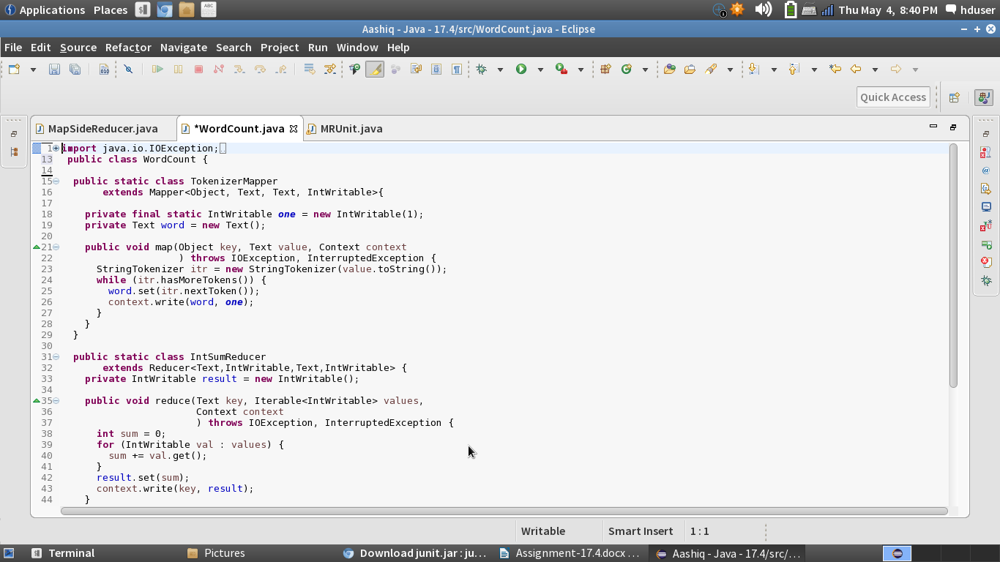 Applications Places ABC 1 Thu May 4, 8:40 PM hduser
Aashiq - Java - 17.4/src/WordCount.java - Eclipse
File Edit Source Refactor Navigate Search Project Run Window Help
Quick Access
MapSideReducer.java *WordCount.java MRUnit.java
1 import java.io.IOException;
13 public class WordCount {
14
15 public static class TokenizerMapper
16 extends Mapper<Object, Text, Text, IntWritable>{
17
18 private final static IntWritable one = new IntWritable(1);
19 private Text word = new Text();
20
21 public void map(Object key, Text value, Context context
22 ) throws IOException, InterruptedException {
23 StringTokenizer itr = new StringTokenizer(value.toString());
24 while (itr.hasMoreTokens()) {
25 word.set(itr.nextToken());
26 context.write(word, one);
27 }
28 }
29 }
30
31 public static class IntSumReducer
32 extends Reducer<Text,IntWritable,Text,IntWritable> {
33 private IntWritable result = new IntWritable();
34
35 public void reduce(Text key, Iterable<IntWritable> values,
36 Context context
37 ) throws IOException, InterruptedException {
38 int sum = 0;
39 for (IntWritable val : values) {
40 sum += val.get();
41 }
42 result.set(sum);
43 context.write(key, result);
44 }
Writable Smart Insert 1 : 1
Terminal Pictures Download junit.jar : ju... Assignment-17.4.docx ... Aashiq - Java - 17.4/src/...